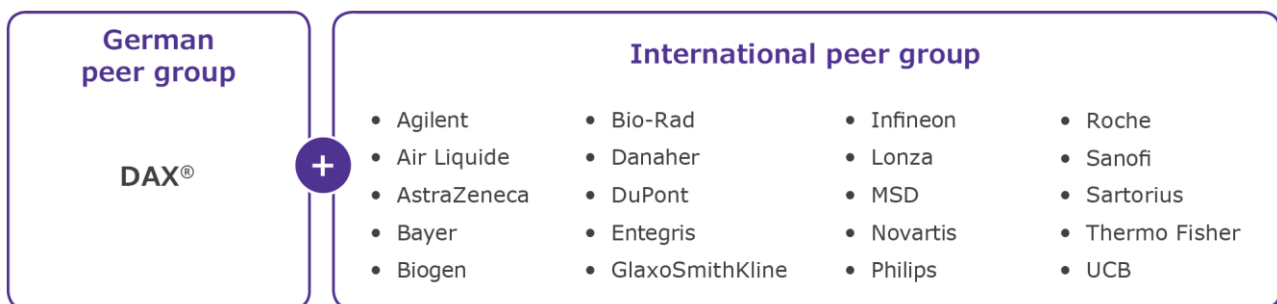 German
peer group
DAX®
+
International peer group
• Agilent
• Air Liquide
• AstraZeneca
• Bayer
• Biogen
• Bio-Rad
• Danaher
• DuPont
• Entegris
• GlaxoSmithKline
• Infineon
• Lonza
• MSD
• Novartis
• Philips
• Roche
• Sanofi
• Sartorius
• Thermo Fisher
• UCB